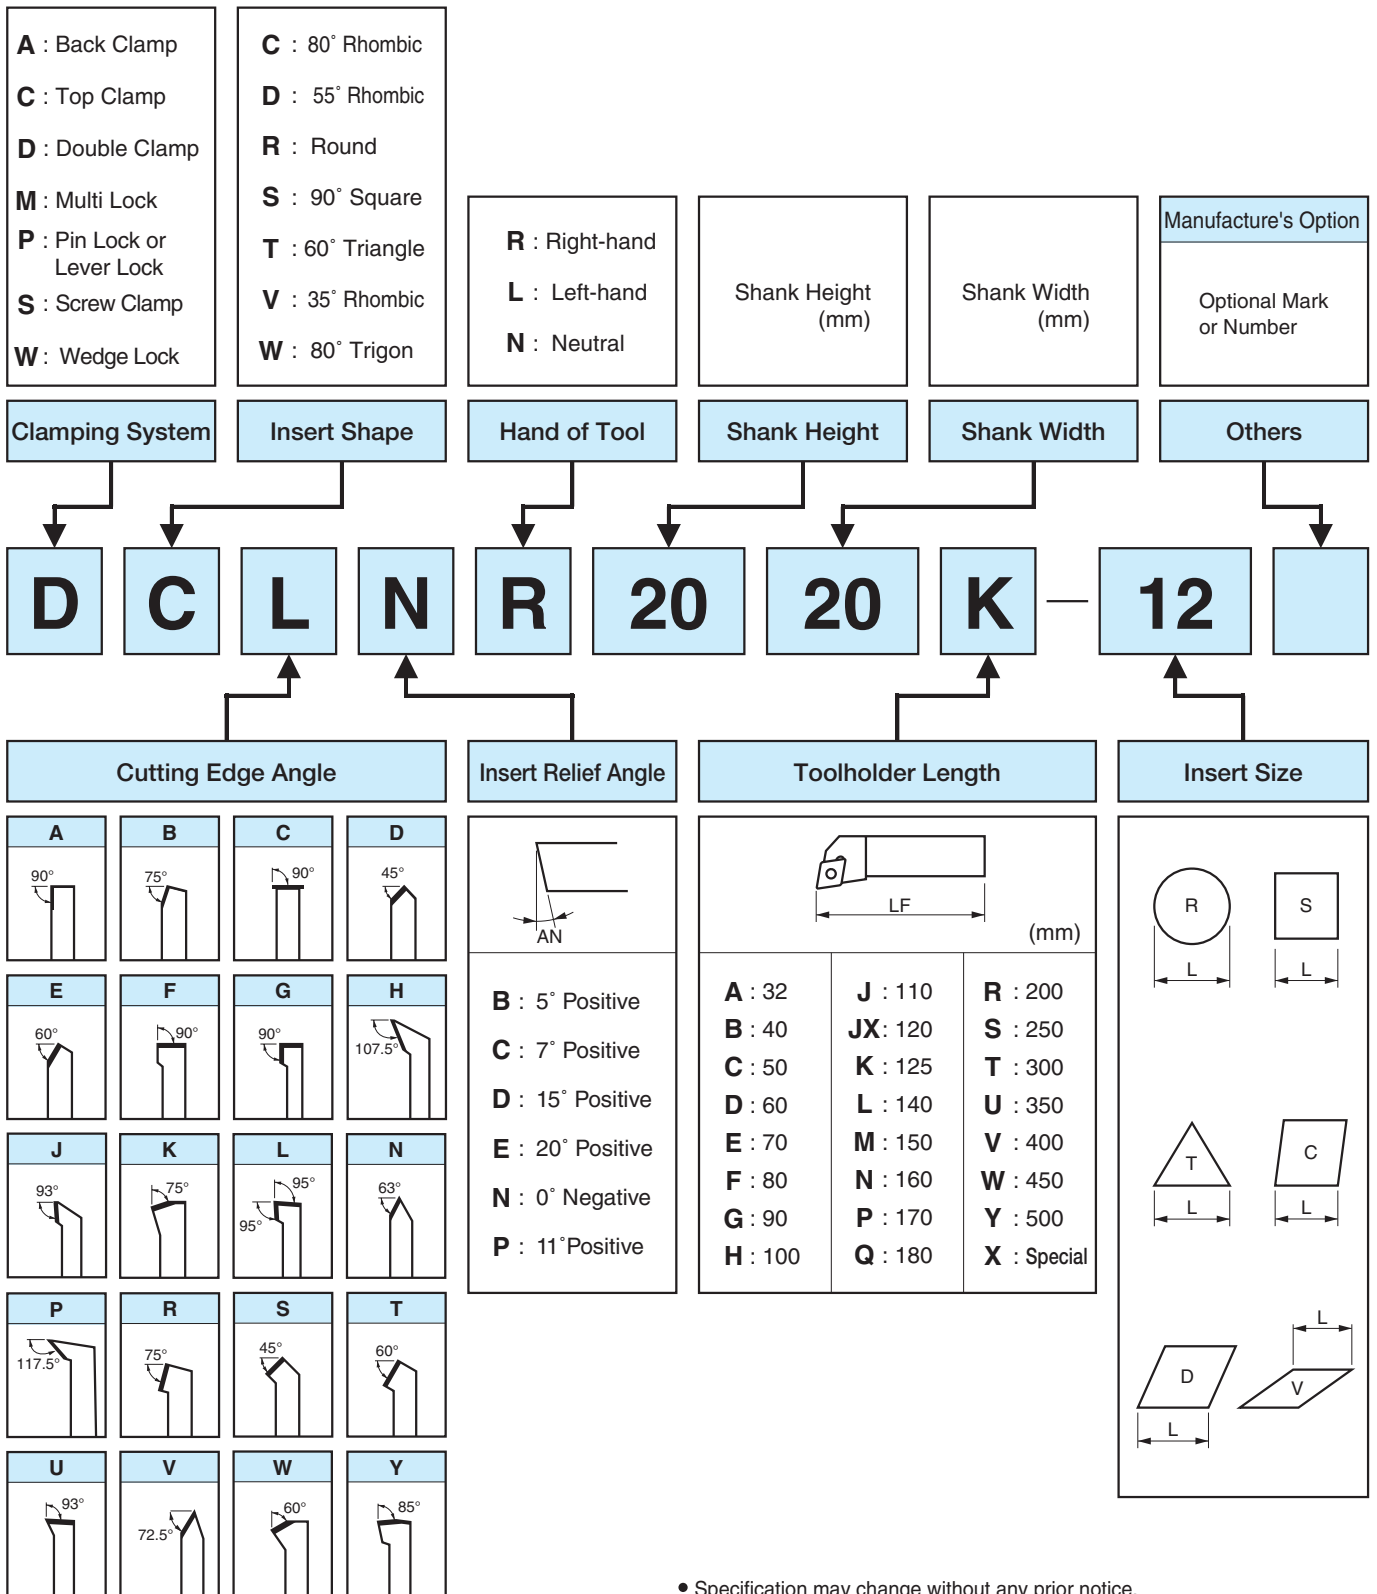 A : Back Clamp
C : Top Clamp
D : Double Clamp
M : Multi Lock
P : Pin Lock or
Lever Lock
S : Screw Clamp
W : Wedge Lock
C : 80° Rhombic
D : 55° Rhombic
R : Round
S : 90° Square
T : 60° Triangle
V : 35° Rhombic
W : 80° Trigon
R : Right-hand
L : Left-hand
N : Neutral
Shank Height
(mm)
Shank Width
(mm)
Manufacture's Option
Optional Mark
or Number
Clamping System
Insert Shape
Hand of Tool
Shank Height
Shank Width
Others
D C L N R 20 20 K — 12
Cutting Edge Angle
Insert Relief Angle
Toolholder Length
Insert Size
A B C D
90° 75° 90° 45°
E F G H
60° 90° 90° 107.5°
J K L N
93° 75° 95° 95° 63°
P R S T
117.5° 75° 45° 60°
U V W Y
93° 72.5° 60° 85°
AN
B : 5° Positive
C : 7° Positive
D : 15° Positive
E : 20° Positive
N : 0° Negative
P : 11°Positive
LF
(mm)
A : 32
B : 40
C : 50
D : 60
E : 70
F : 80
G : 90
H : 100
J : 110
JX : 120
K : 125
L : 140
M : 150
N : 160
P : 170
Q : 180
R : 200
S : 250
T : 300
U : 350
V : 400
W : 450
Y : 500
X : Special
R S
L L
T C
L L
L
D V
L
• Specification may change without any prior notice.